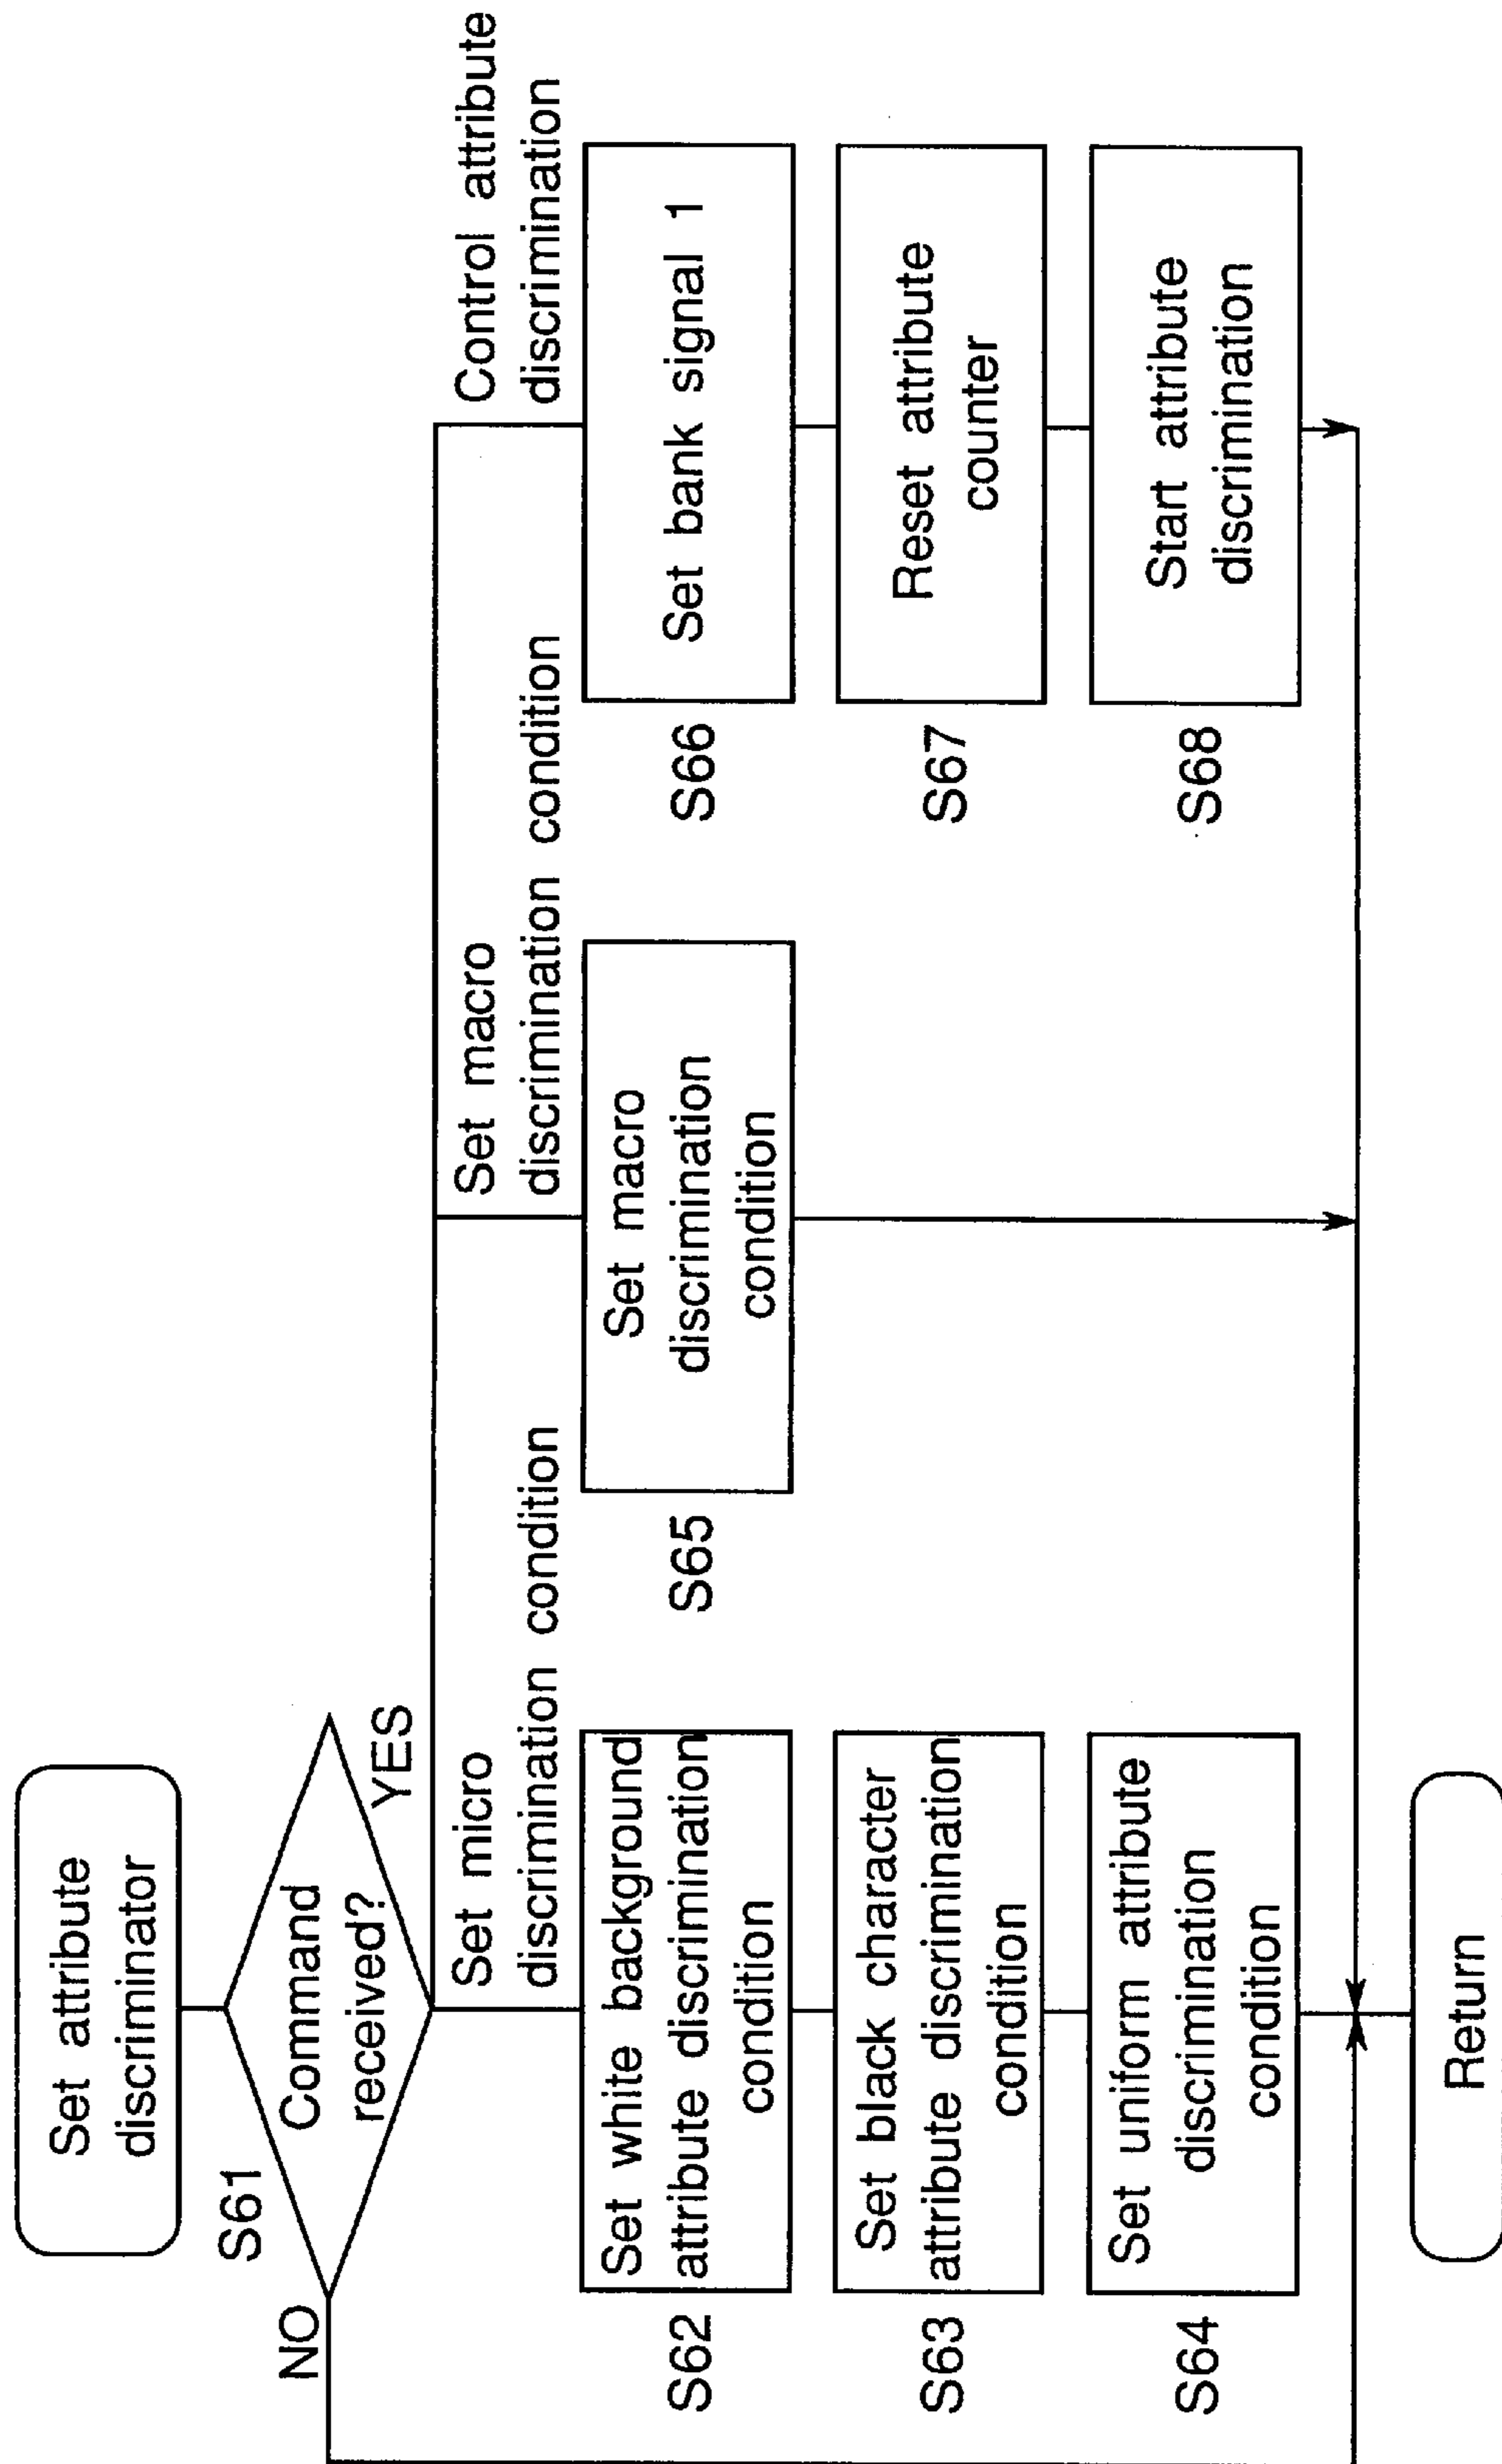 Set attribute
discriminator
S61
Command
received?
NO
YES
Set micro
discrimination condition
Set macro
discrimination condition
Control attribute
discrimination
S62
Set white background
attribute discrimination
condition
S63
Set black character
attribute discrimination
condition
S64
Set uniform attribute
discrimination
condition
S65
Set macro
discrimination
condition
S66
Set bank signal 1
S67
Reset attribute
counter
S68
Start attribute
discrimination
Return